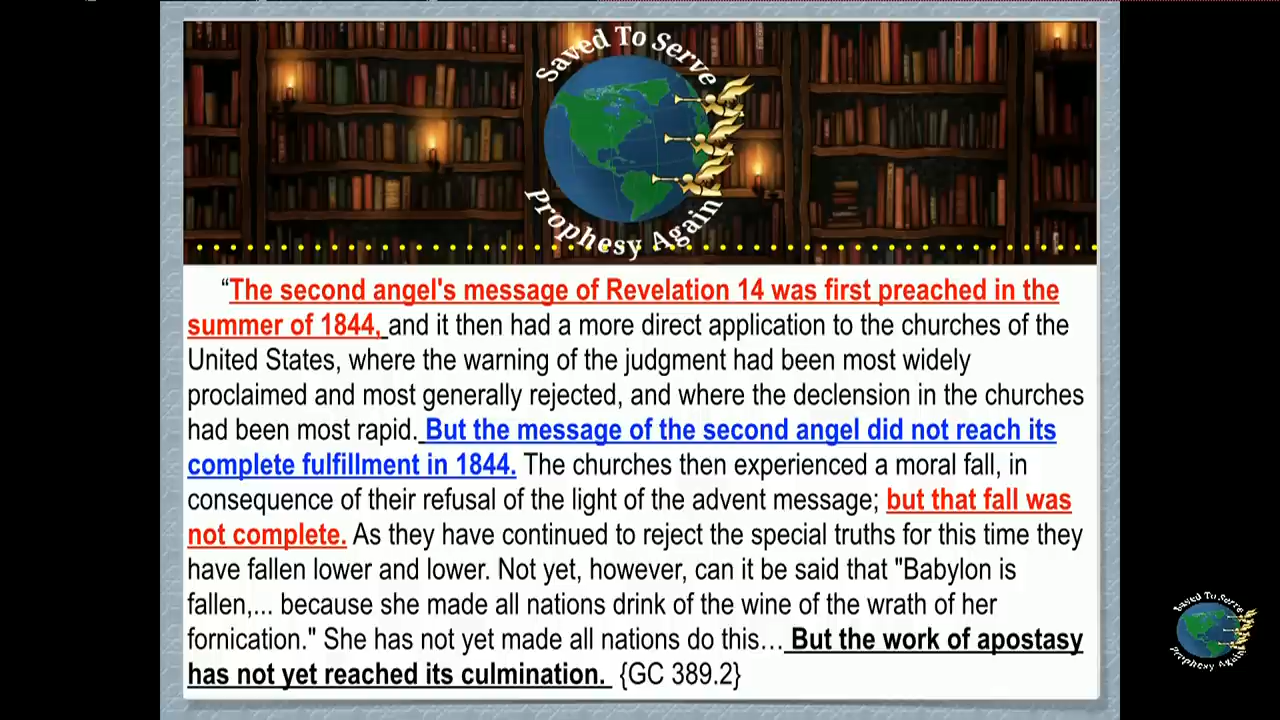 Saved To Serve
Prophesy Again
“The second angel's message of Revelation 14 was first preached in the
summer of 1844, and it then had a more direct application to the churches of the
United States, where the warning of the judgment had been most widely
proclaimed and most generally rejected, and where the declension in the churches
had been most rapid. But the message of the second angel did not reach its
complete fulfillment in 1844. The churches then experienced a moral fall, in
consequence of their refusal of the light of the advent message; but that fall was
not complete. As they have continued to reject the special truths for this time they
have fallen lower and lower. Not yet, however, can it be said that "Babylon is
fallen,... because she made all nations drink of the wine of the wrath of her
fornication." She has not yet made all nations do this… But the work of apostasy
has not yet reached its culmination. {GC 389.2}
Saved To Serve
Prophesy Again